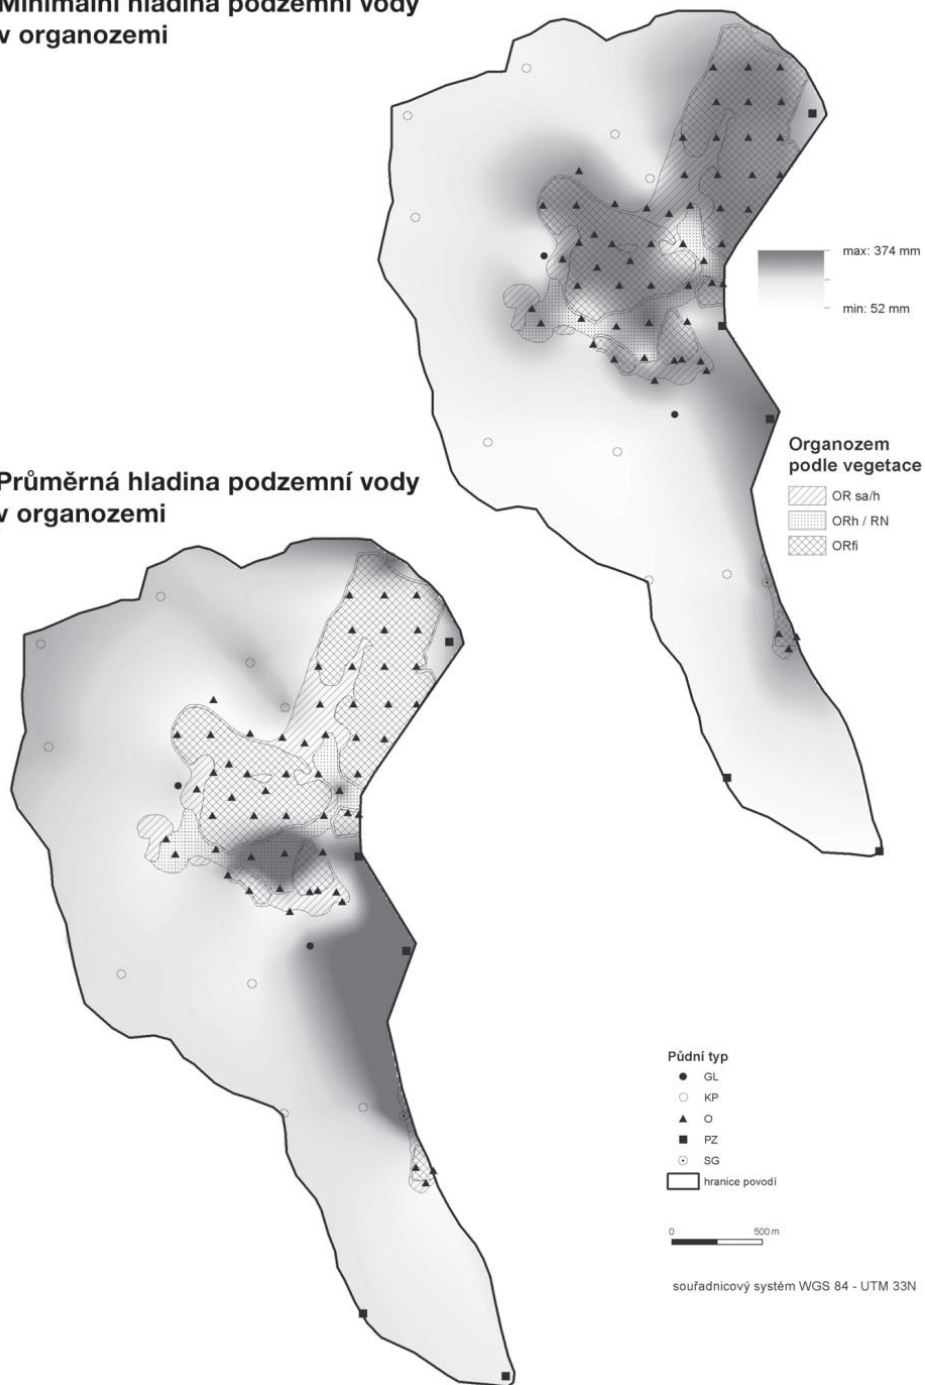 Minimální hladina podzemní vody
v organozemi
max: 374 mm
min: 52 mm
Organozem
podle vegetace
OR sa/h
ORh / RN
ORfi
Průměrná hladina podzemní vody
v organozemi
Půdní typ
GL
KP
O
PZ
SG
hranice povodí
0 500 m
souřadnicový systém WGS 84 - UTM 33N